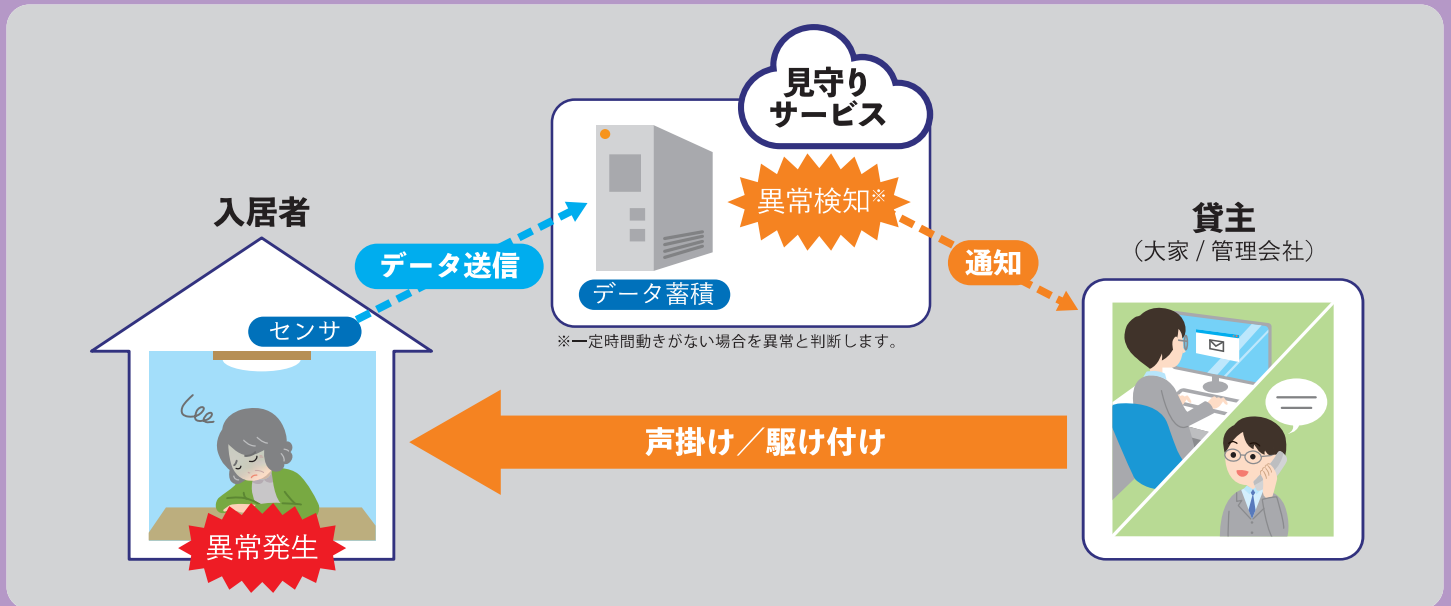 見守り
サービス
異常検知※
入居者
データ送信
センサ
データ蓄積
※一定時間動きがない場合を異常と判断します。
通知
貸主
（大家 / 管理会社）
声掛け／駆け付け
異常発生